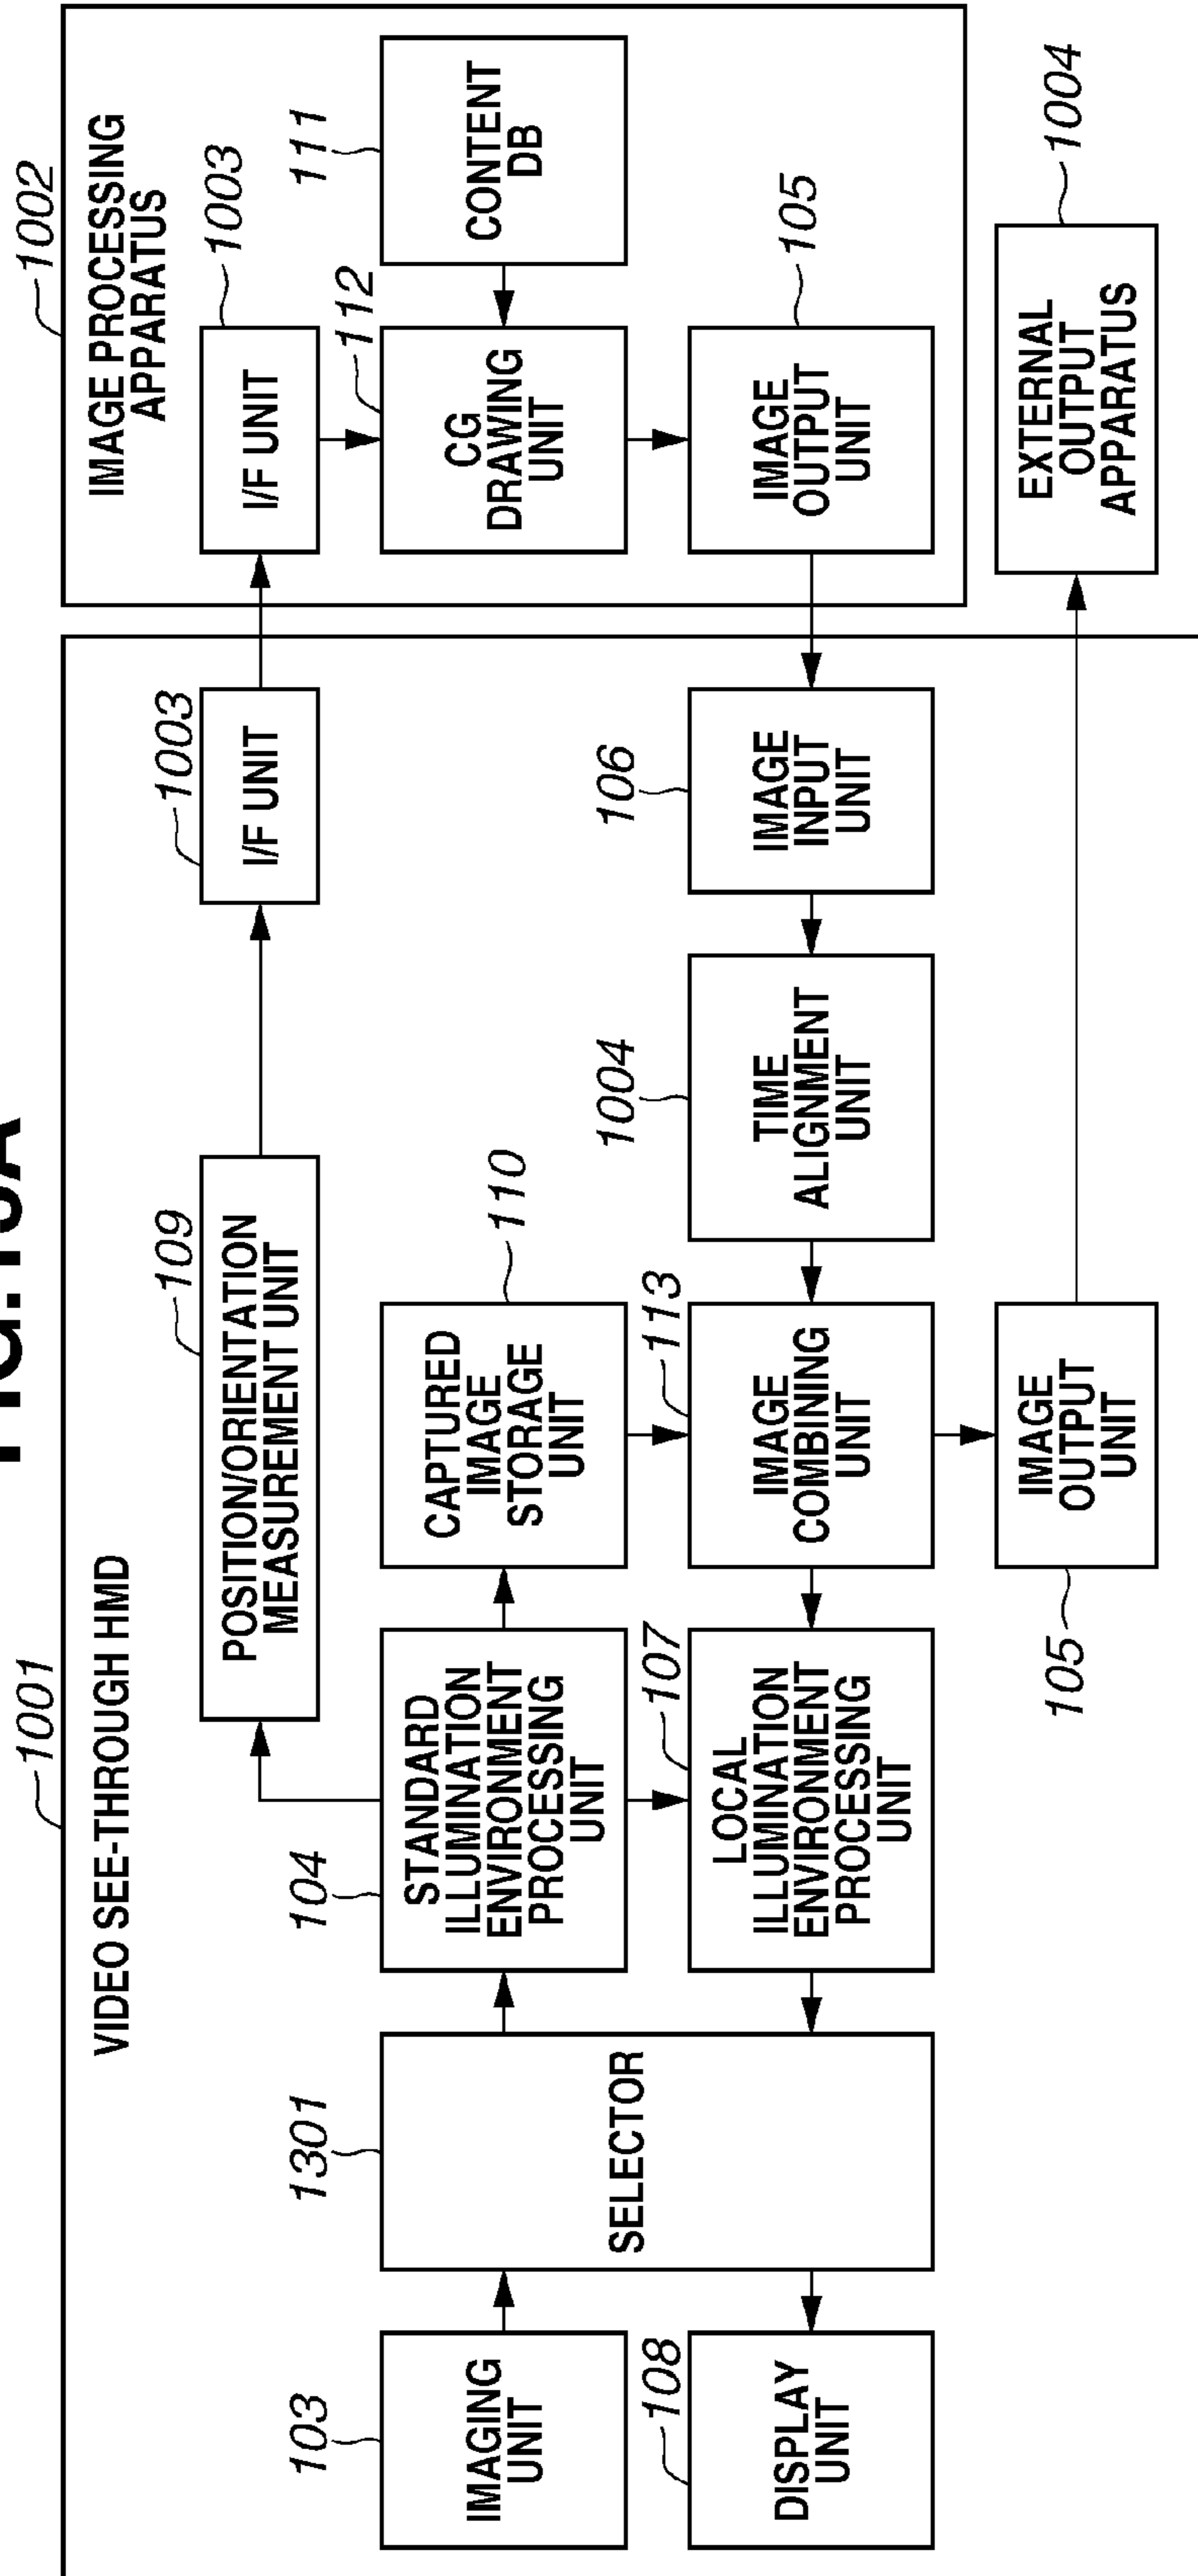 1001
1002
VIDEO SEE-THROUGH HMD
IMAGE PROCESSING
APPARATUS
109
POSITION/ORIENTATION
MEASUREMENT UNIT
1003
I/F UNIT
1003
I/F UNIT
103
IMAGING
UNIT
1301
SELECTOR
104
STANDARD
ILLUMINATION
ENVIRONMENT
PROCESSING
UNIT
110
CAPTURED
IMAGE
STORAGE
UNIT
112
CG
DRAWING
UNIT
111
CONTENT
DB
108
DISPLAY
UNIT
107
LOCAL
ILLUMINATION
ENVIRONMENT
PROCESSING
UNIT
113
IMAGE
COMBINING
UNIT
1004
TIME
ALIGNMENT
UNIT
106
IMAGE
INPUT
UNIT
105
IMAGE
OUTPUT
UNIT
105
IMAGE
OUTPUT
UNIT
1004
EXTERNAL
OUTPUT
APPARATUS